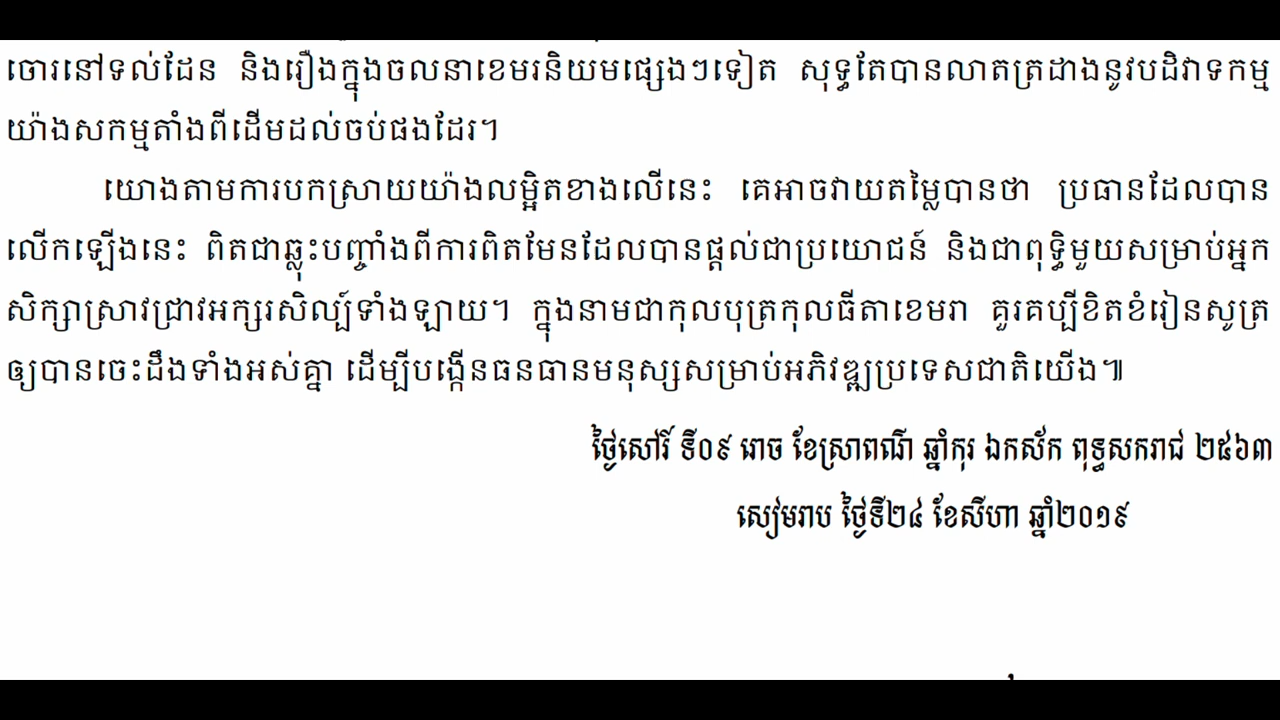 ចោរនៅទល់ដែន និងរឿងក្នុងចលនាខេមរនិយមផ្សេងៗទៀត សុទ្ធតែបានលាតត្រដាងនូវបដិវាទកម្ម
យ៉ាងសកម្មតាំងពីដើមដល់ចប់ផងដែរ។
យោងតាមការបកស្រាយយ៉ាងលម្អិតខាងលើនេះ គេអាចវាយតម្លៃបានថា ប្រធានដែលបាន
លើកឡើងនេះ ពិតជាឆ្លុះបញ្ចាំងពីការពិតមែនដែលបានផ្តល់ជាប្រយោជន៍ និងជាពុទ្ធិមួយសម្រាប់អ្នក
សិក្សាស្រាវជ្រាវអក្សរសិល្ប៍ទាំងឡាយ។ ក្នុងនាមជាកុលបុត្រកុលធីតាខេមរា គួរគប្បីខិតខំរៀនសូត្រ
ឲ្យបានចេះដឹងទាំងអស់គ្នា ដើម្បីបង្កើនធនធានមនុស្សសម្រាប់អភិវឌ្ឍប្រទេសជាតិយើង៕
ថ្ងៃសៅរ៍ ទី០៩ រោច ខែស្រាពណ៍ ឆ្នាំកុរ ឯកស័ក ពុទ្ធសករាជ ២៥៦៣
សៀមរាប ថ្ងៃទី២៤ ខែសីហា ឆ្នាំ២០១៩